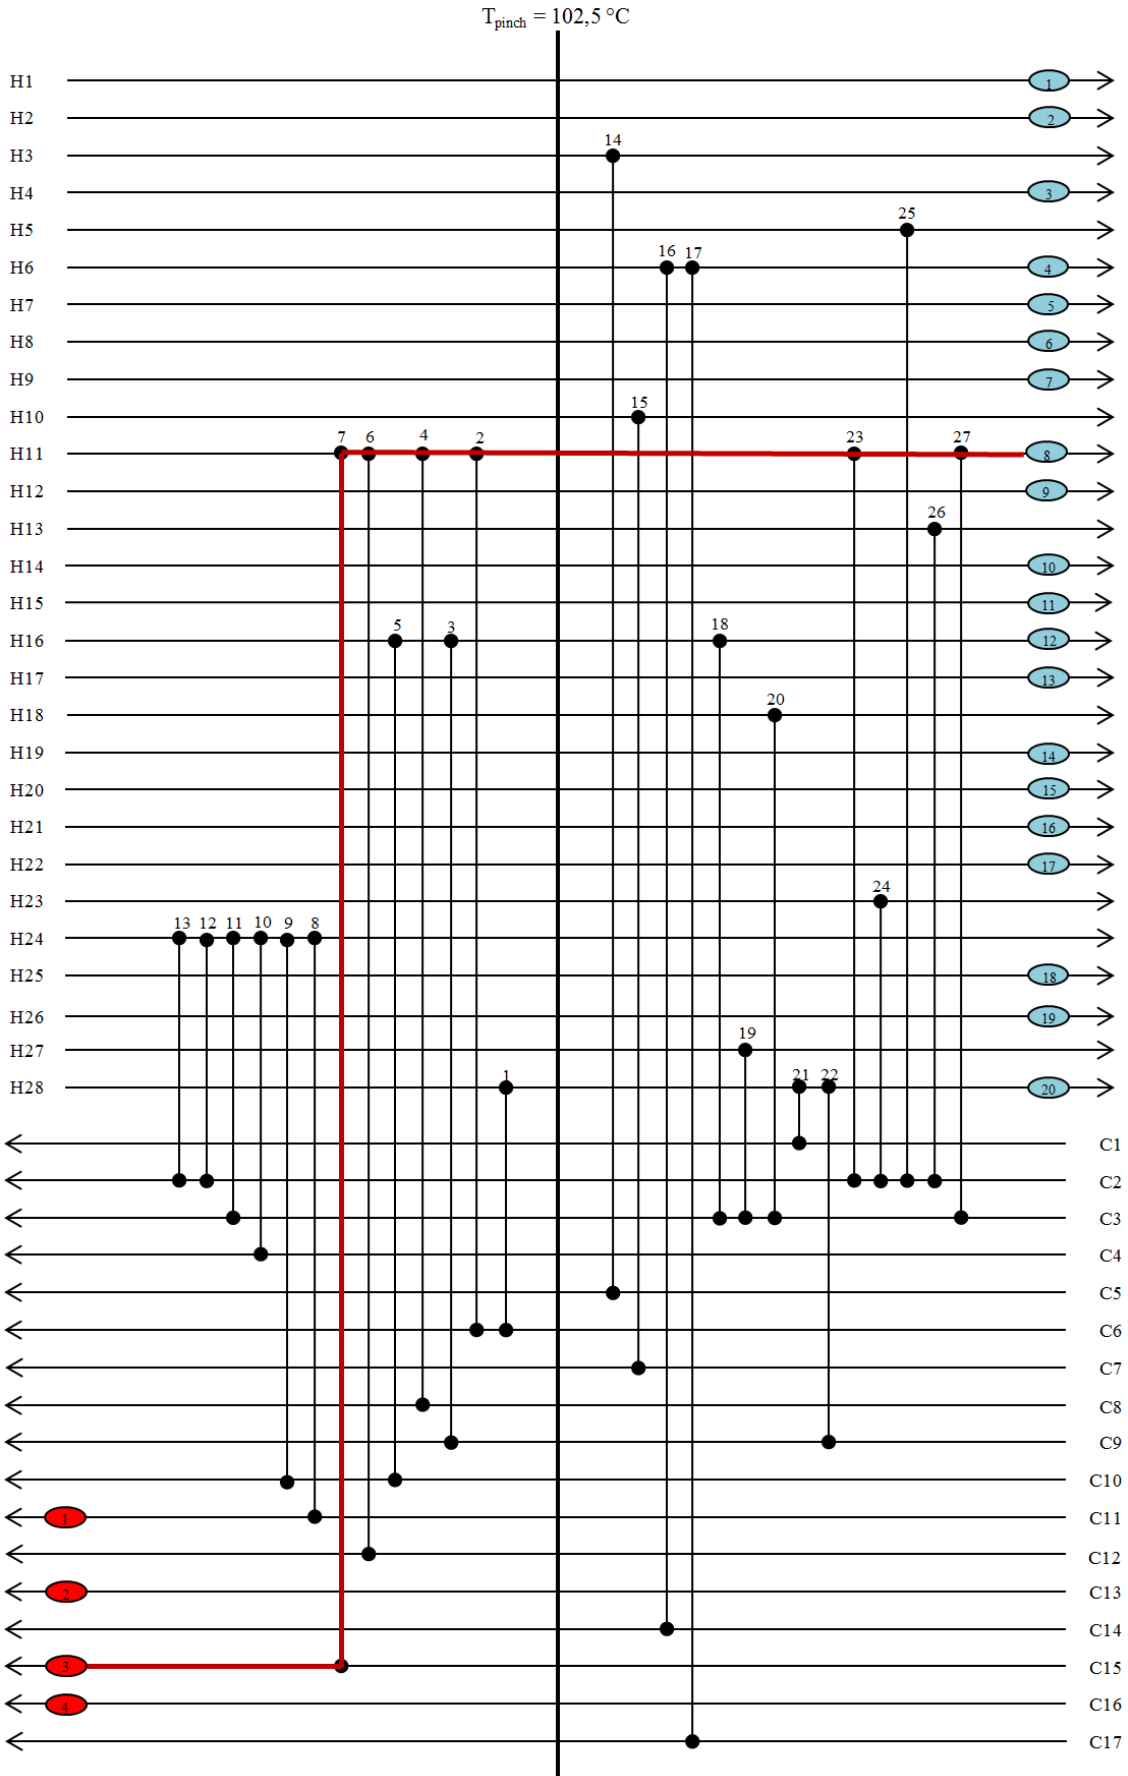 T_pinch = 102,5 °C
H1 1
H2 2
14
H3
H4 3
25
H5
16 17
H6 4
H7 5
H8 6
H9 7
15
H10
7 6 4 2 23 27
H11 8
H12 9
26
H13
H14 10
H15 11
5 3 18
H16 12
H17 13
20
H18
H19 14
H20 15
H21 16
H22 17
24
H23
13 12 11 10 9 8
H24
H25 18
H26 19
19
H27
1 21 22
H28 20
C1
C2
C3
C4
C5
C6
C7
C8
C9
C10
1 C11
C12
2 C13
C14
3 C15
4 C16
C17